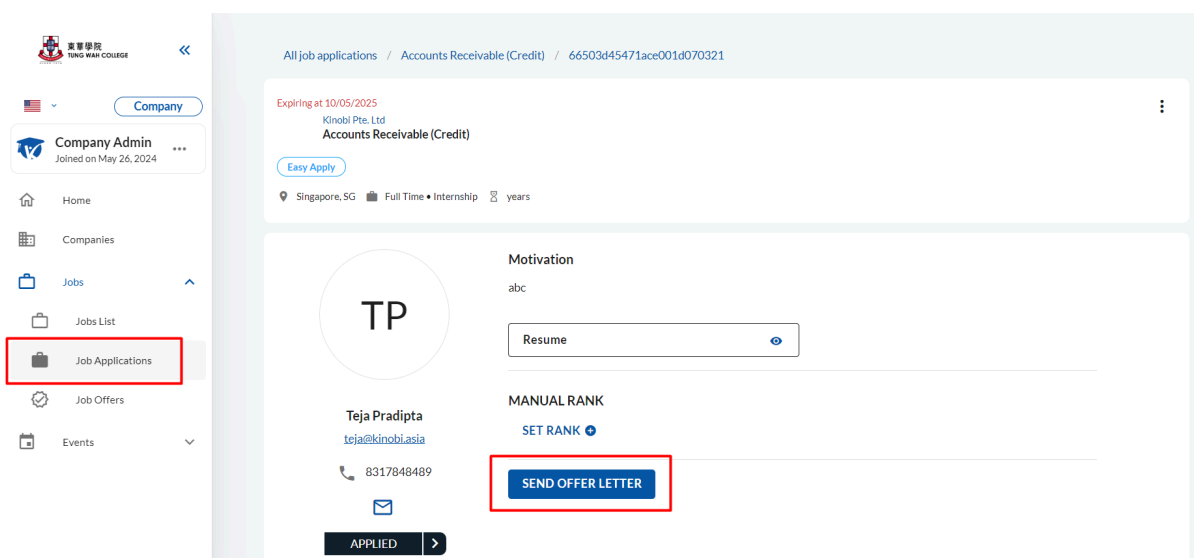 東華學院
TUNG WAH COLLEGE
Company
Company Admin
Joined on May 26, 2024
Home
Companies
Jobs
Jobs List
Job Applications
Job Offers
Events
All job applications / Accounts Receivable (Credit) / 66503d45471ace001d070321
Expiring at 10/05/2025
Kinobi Pte. Ltd
Accounts Receivable (Credit)
Easy Apply
Singapore, SG Full Time • Internship years
TP
Teja Pradipta
teja@kinobi.asia
8317848489
APPLIED
Motivation
abc
Resume
MANUAL RANK
SET RANK
SEND OFFER LETTER